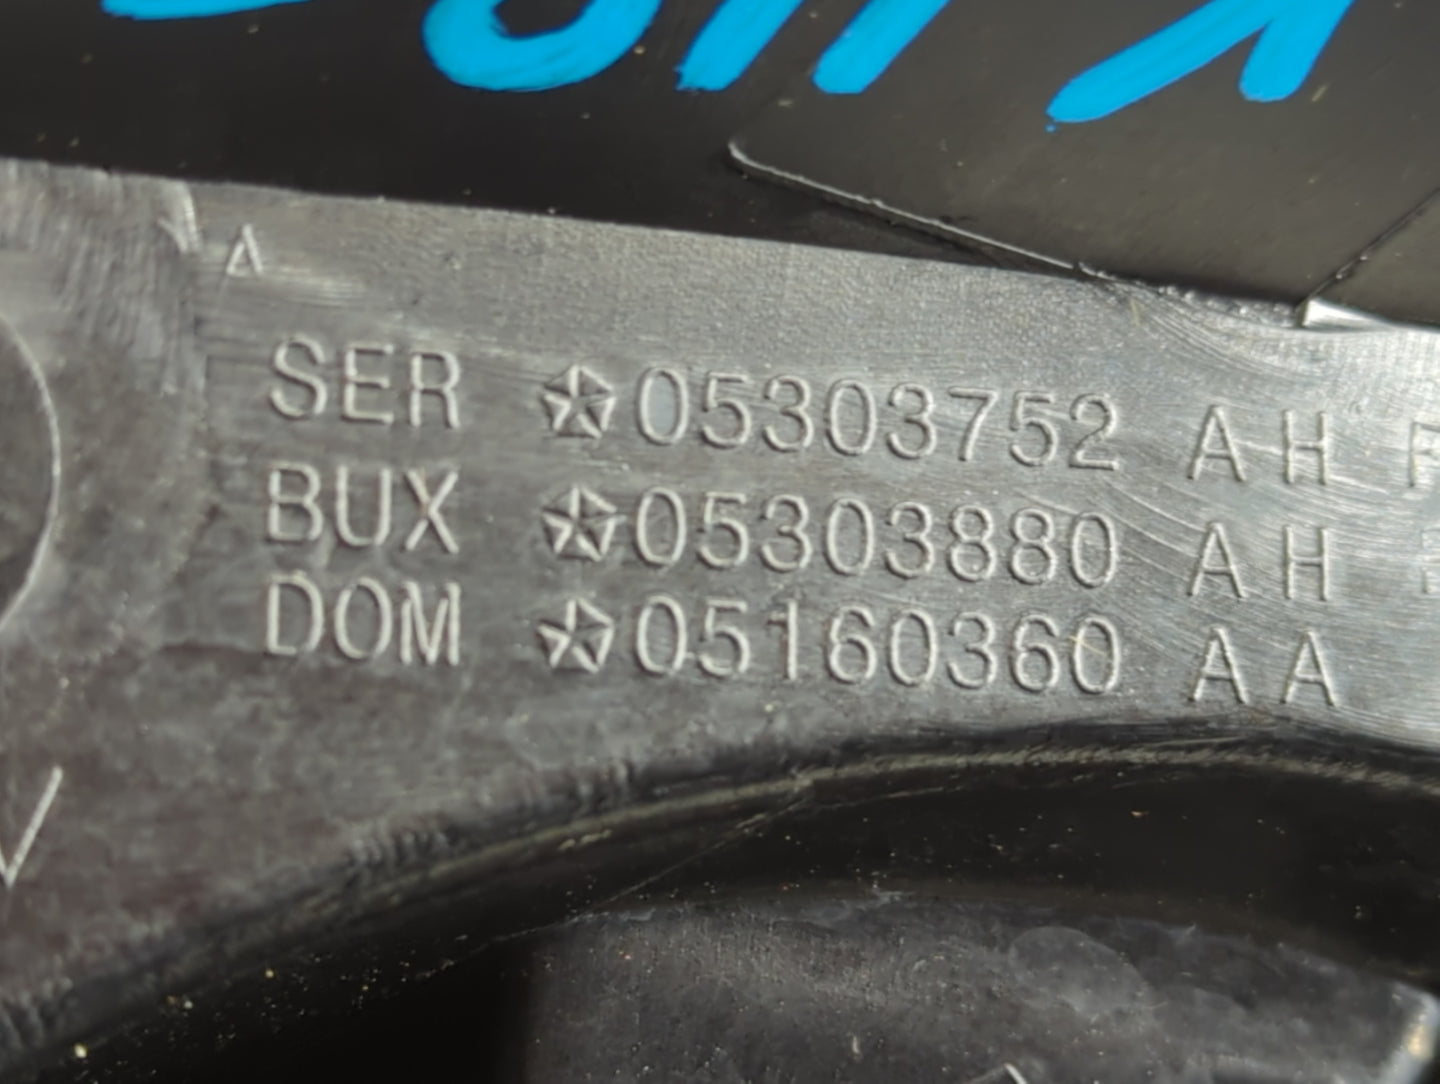 SER 05303752 AH
BUX 05303880 AH
DOM 05160360 AA